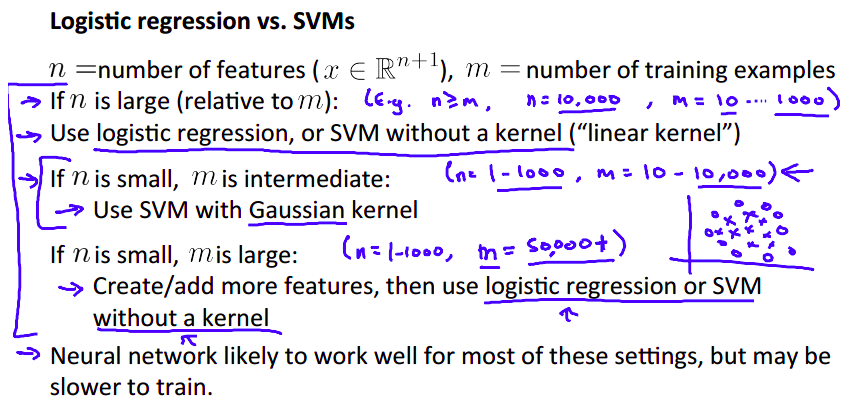 Logistic regression vs. SVMs
n =number of features (x ∈ ℝⁿ⁺¹), m = number of training examples
→ If n is large (relative to m): (E.g. n ≥ m, n = 10,000, m = 10 .... 1000)
→ Use logistic regression, or SVM without a kernel (“linear kernel”)
→ If n is small, m is intermediate: (n = 1 - 1000, m = 10 - 10,000) ←
→ Use SVM with Gaussian kernel
If n is small, m is large: (n = 1 - 1000, m = 50,000+)
→ Create/add more features, then use logistic regression or SVM
without a kernel
→ Neural network likely to work well for most of these settings, but may be
slower to train.